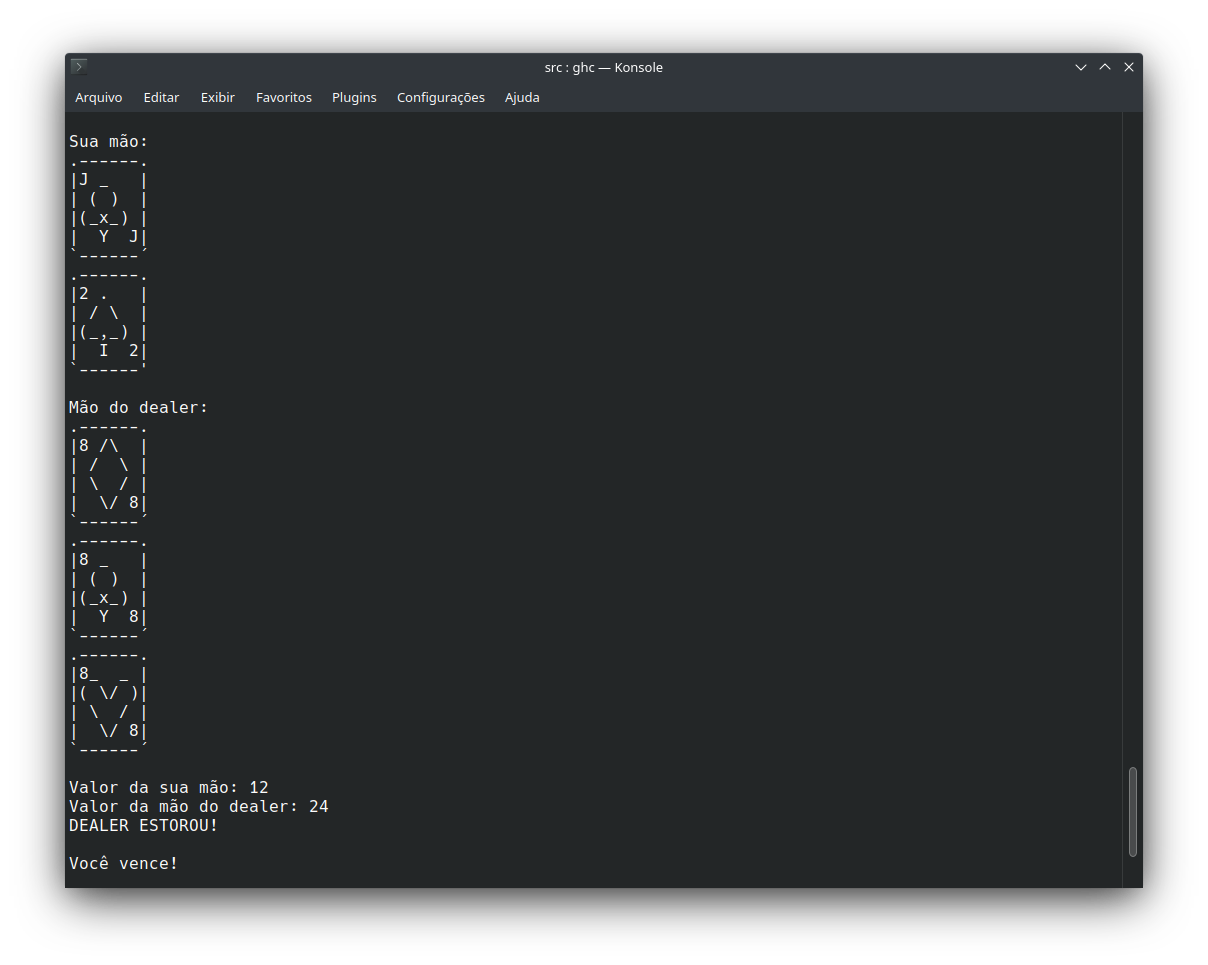 src : ghc — Konsole
Arquivo Editar Exibir Favoritos Plugins Configurações Ajuda
Sua mão:
.------.
|J _   |
| ( )  |
|(_x_) |
|  Y  J|
`------´
.------.
|2 .   |
| / \  |
|(_,_) |
|  I  2|
`------'
Mão do dealer:
.------.
|8 /\  |
| /  \ |
| \  / |
|  \/ 8|
`------´
.------.
|8 _   |
| ( )  |
|(_x_) |
|  Y  8|
`------´
.------.
|8_  _ |
|( \/ )|
| \  / |
|  \/ 8|
`------´
Valor da sua mão: 12
Valor da mão do dealer: 24
DEALER ESTOROU!
Você vence!